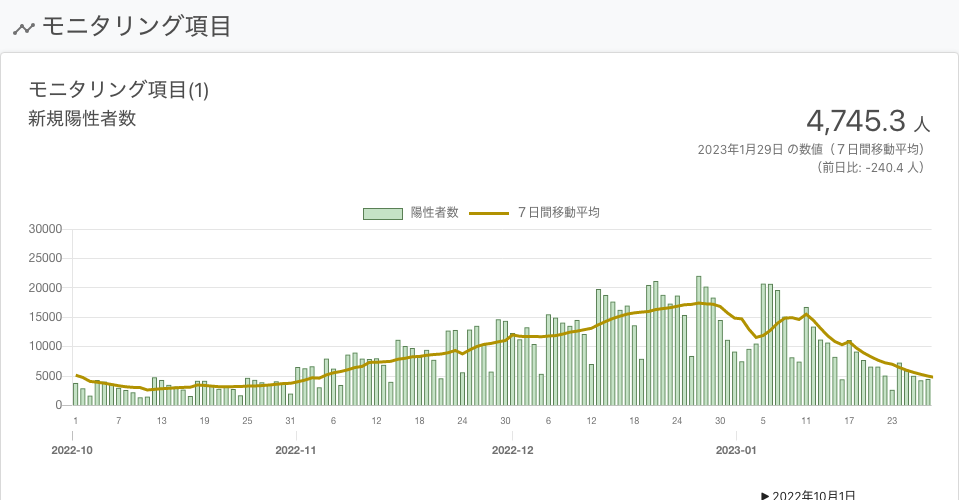 モニタリング項目
モニタリング項目(1)
新規陽性者数
4,745.3 人
2023年1月29日 の数値（７日間移動平均）
（前日比: -240.4 人）
陽性者数 ７日間移動平均
30000
25000
20000
15000
10000
5000
0
1 7 13 19 25 31 6 12 18 24 30 6 12 18 24 30 5 11 17 23
2022-10 2022-11 2022-12 2023-01
▶ 2022年10月1日